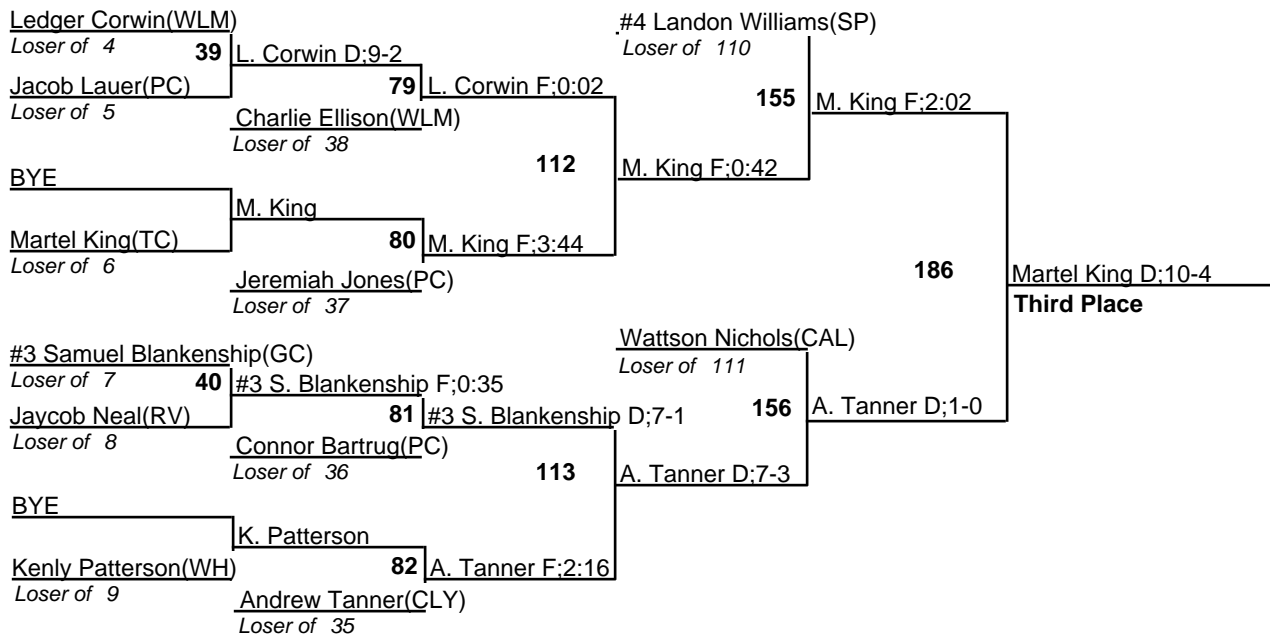 Ledger Corwin(WLM)
Loser of 4
39
L. Corwin D;9-2
Jacob Lauer(PC)
Loser of 5
79
L. Corwin F;0:02
Charlie Ellison(WLM)
Loser of 38
BYE
M. King
Martel King(TC)
Loser of 6
80
M. King F;3:44
Jeremiah Jones(PC)
Loser of 37
112
M. King F;0:42
#4 Landon Williams(SP)
Loser of 110
155
M. King F;2:02
#3 Samuel Blankenship(GC)
Loser of 7
40
#3 S. Blankenship F;0:35
Jaycob Neal(RV)
Loser of 8
81
#3 S. Blankenship D;7-1
Connor Bartrug(PC)
Loser of 36
BYE
K. Patterson
Kenly Patterson(WH)
Loser of 9
82
A. Tanner F;2:16
Andrew Tanner(CLY)
Loser of 35
113
A. Tanner D;7-3
Wattson Nichols(CAL)
Loser of 111
156
A. Tanner D;1-0
186
Martel King D;10-4
Third Place